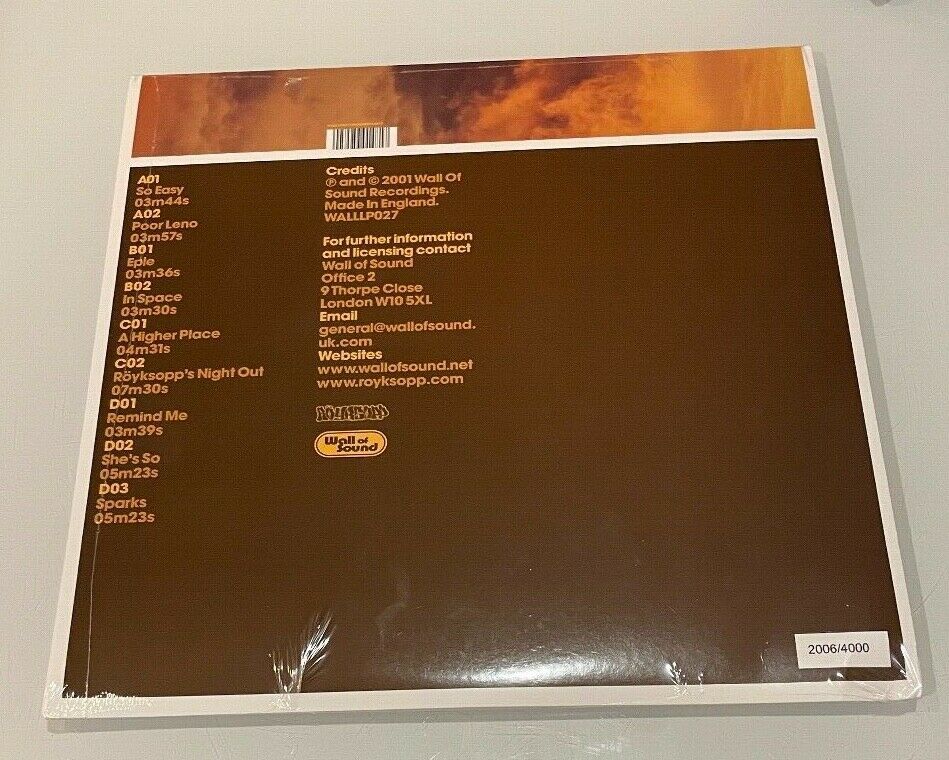 A01
So Easy
03m44s
A02
Poor Leno
03m57s
B01
Eple
03m36s
B02
In Space
03m30s
C01
A Higher Place
04m31s
C02
Röyksopp's Night Out
07m30s
D01
Remind Me
03m39s
D02
She's So
05m23s
D03
Sparks
05m23s
Credits
℗ and © 2001 Wall Of
Sound Recordings.
Made In England.
WALLLP027
For further information
and licensing contact
Wall of Sound
Office 2
9 Thorpe Close
London W10 5XL
Email
general@wallofsound.
uk.com
Websites
www.wallofsound.net
www.royksopp.com
RÖYKSOPP
Wall of
Sound
2006/4000